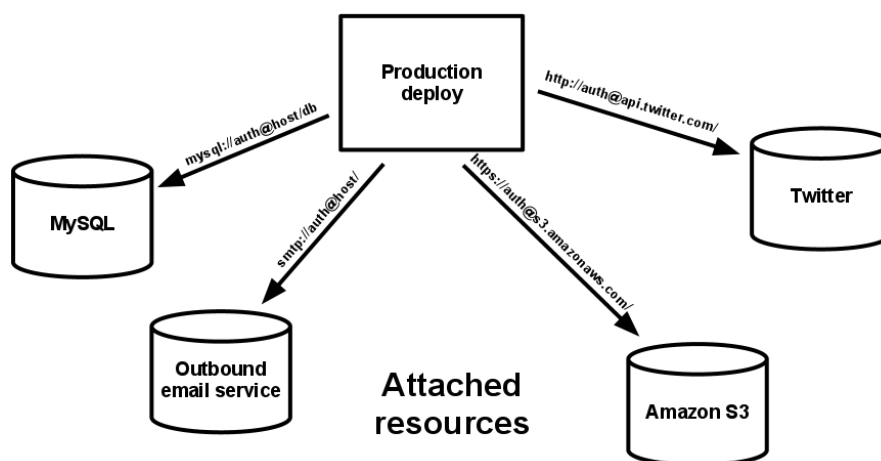 Production
deploy
mysql://auth@host/db
http://auth@api.twitter.com/
MySQL
smtp://auth@host/
https://auth@s3.amazonaws.com/
Twitter
Outbound
email service
Attached
resources
Amazon S3